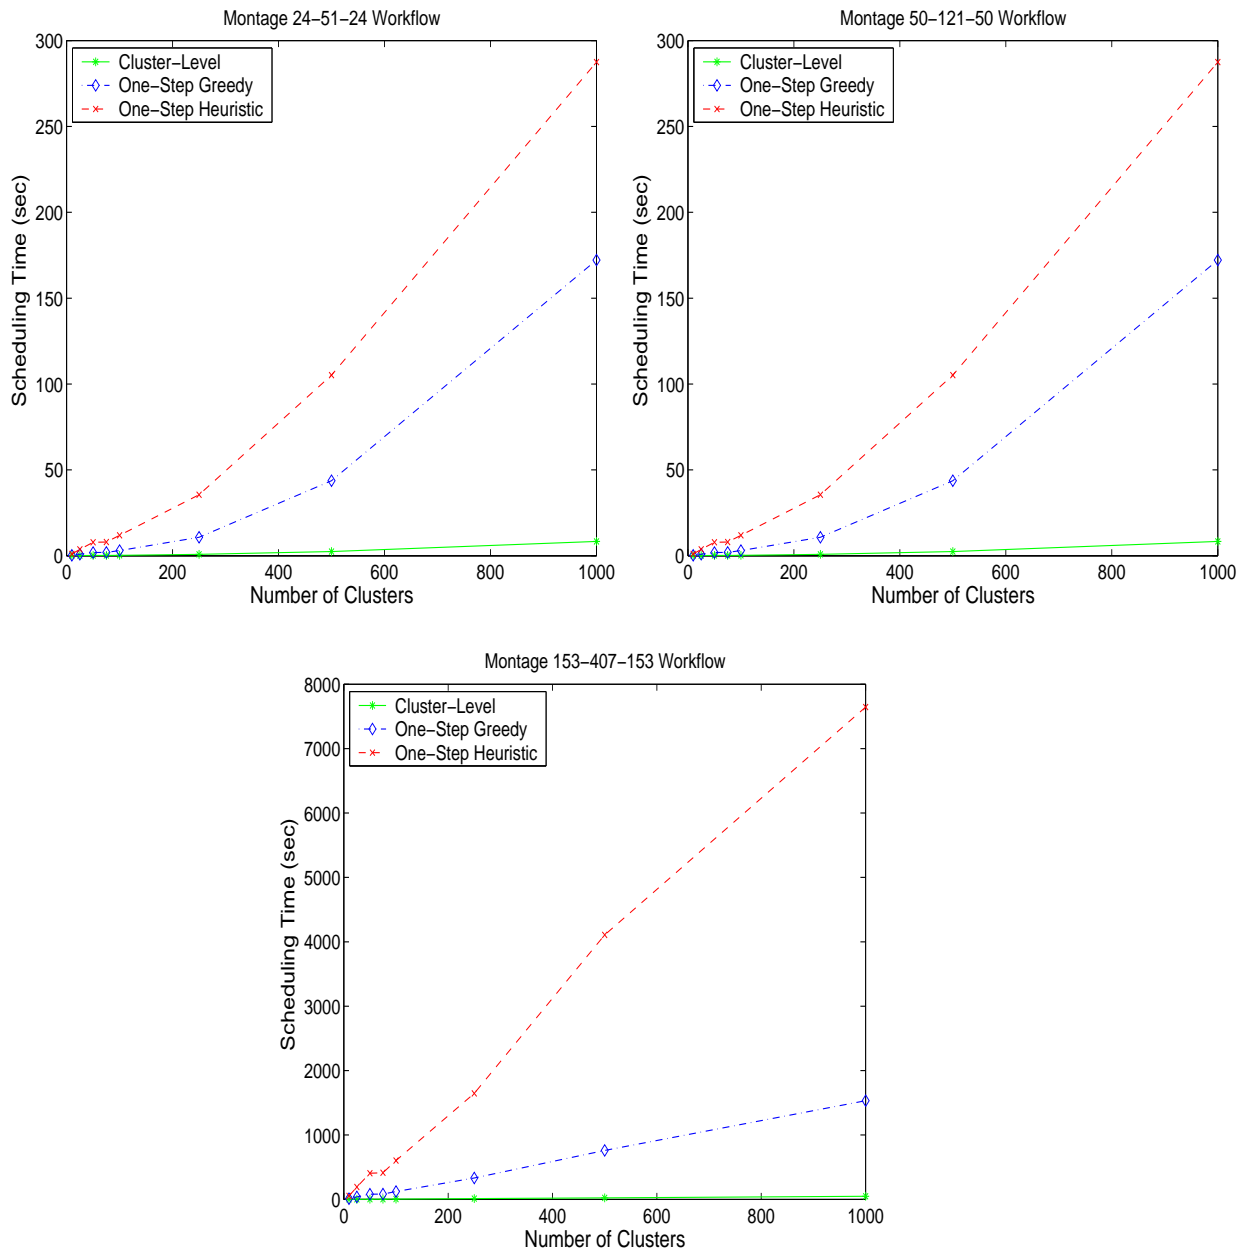 Montage 24−51−24 Workflow
300
250
200
150
100
50
0
Scheduling Time (sec)
Cluster−Level
One−Step Greedy
One−Step Heuristic
0 200 400 600 800 1000
Number of Clusters
Montage 50−121−50 Workflow
300
250
200
150
100
50
0
Scheduling Time (sec)
Cluster−Level
One−Step Greedy
One−Step Heuristic
0 200 400 600 800 1000
Number of Clusters
Montage 153−407−153 Workflow
8000
7000
6000
5000
4000
3000
2000
1000
0
Scheduling Time (sec)
Cluster−Level
One−Step Greedy
One−Step Heuristic
0 200 400 600 800 1000
Number of Clusters